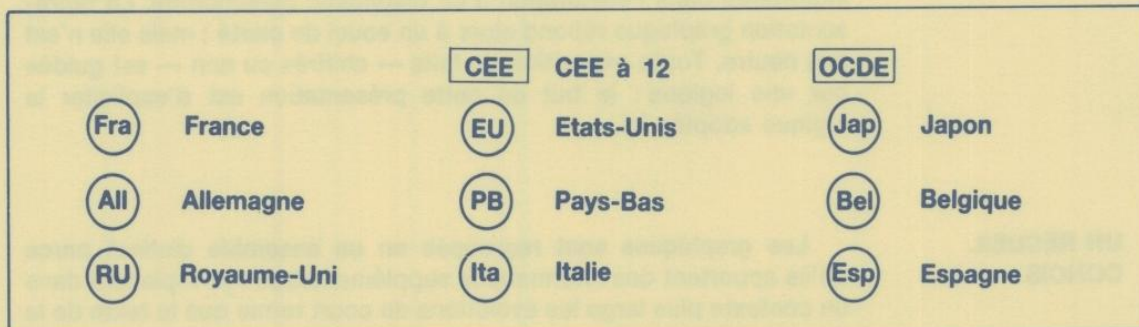 CEE CEE à 12 OCDE
Fra France EU Etats-Unis Jap Japon
All Allemagne PB Pays-Bas Bel Belgique
RU Royaume-Uni Ita Italie Esp Espagne